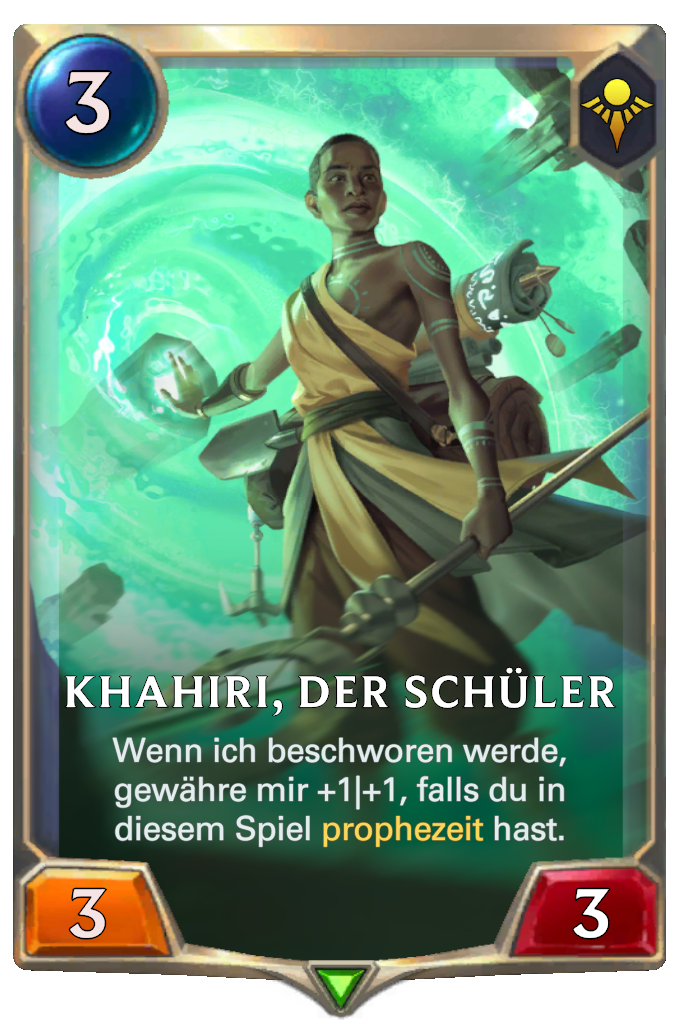 3
KHAHIRI, DER SCHÜLER
Wenn ich beschworen werde,
gewähre mir +1|+1, falls du in
diesem Spiel prophezeit hast.
3
3